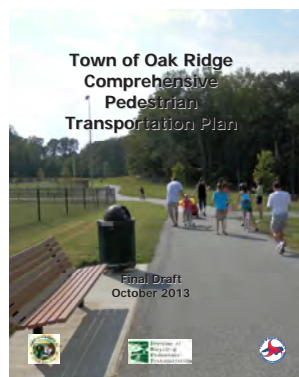 Town of Oak Ridge
Comprehensive
Pedestrian
Transportation Plan
Final Draft
October 2013